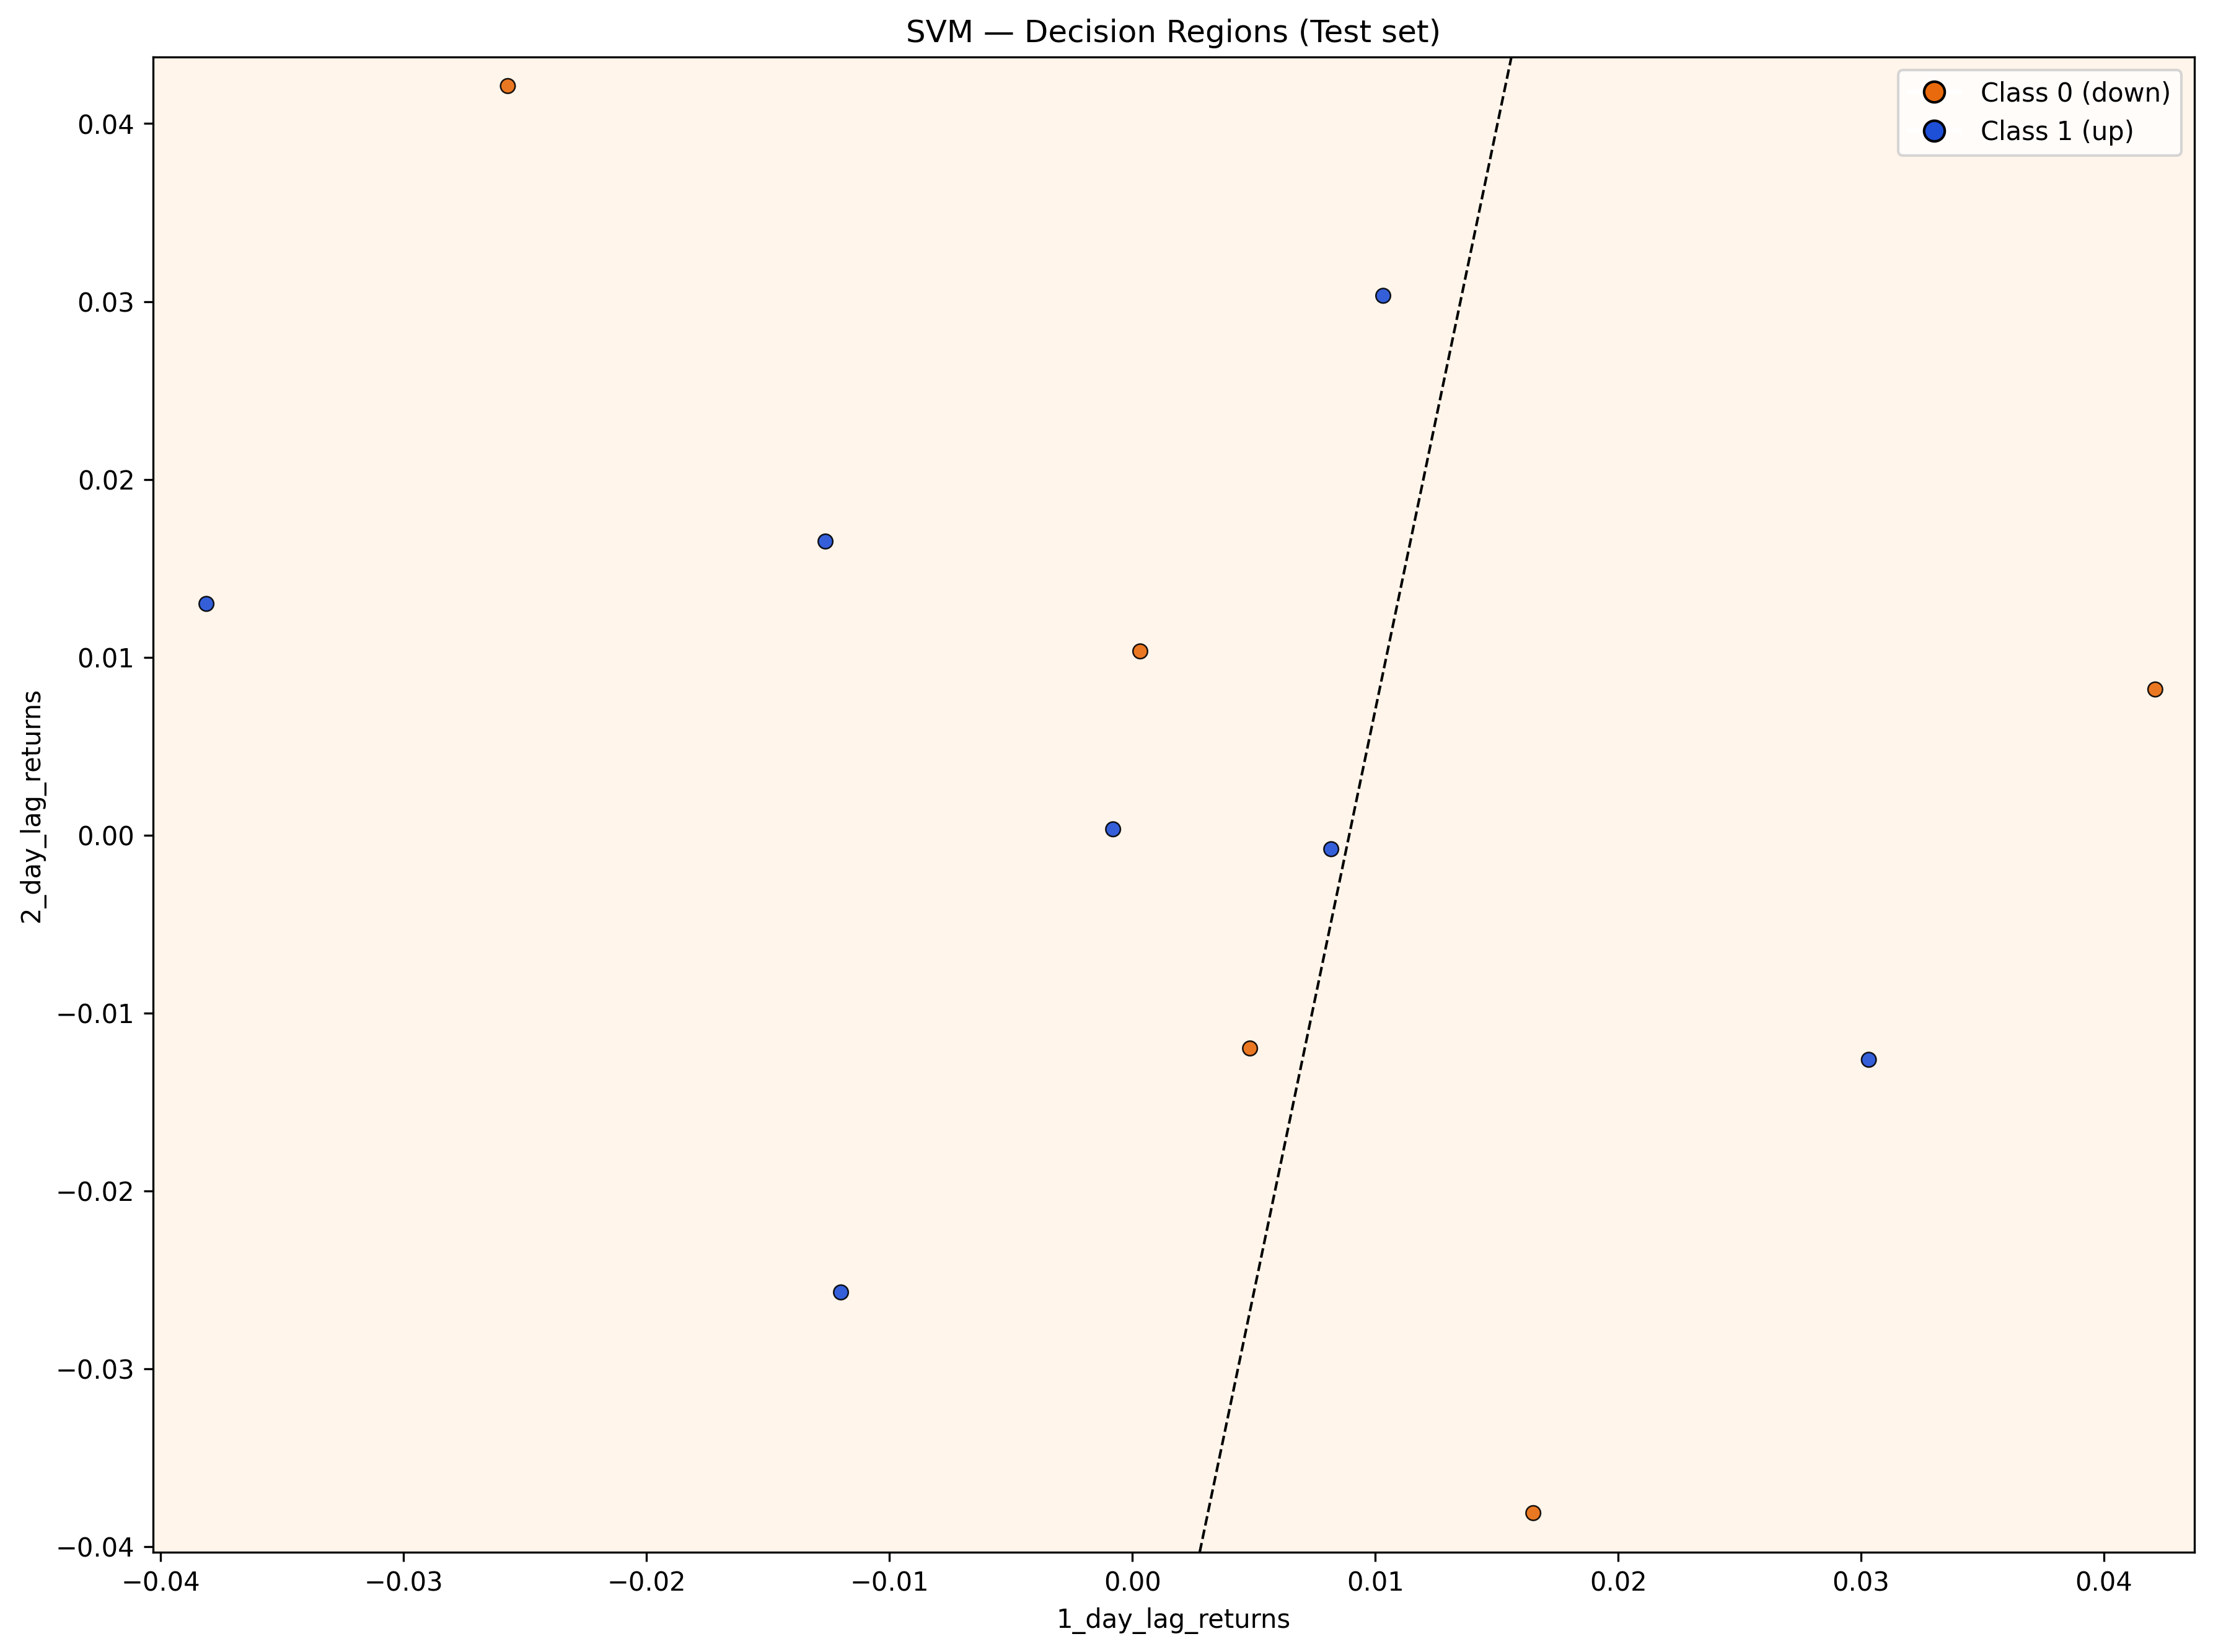 SVM — Decision Regions (Test set)
Class 0 (down)
Class 1 (up)
0.04
0.03
0.02
0.01
0.00
−0.01
−0.02
−0.03
−0.04
2_day_lag_returns
−0.04 −0.03 −0.02 −0.01 0.00 0.01 0.02 0.03 0.04
1_day_lag_returns